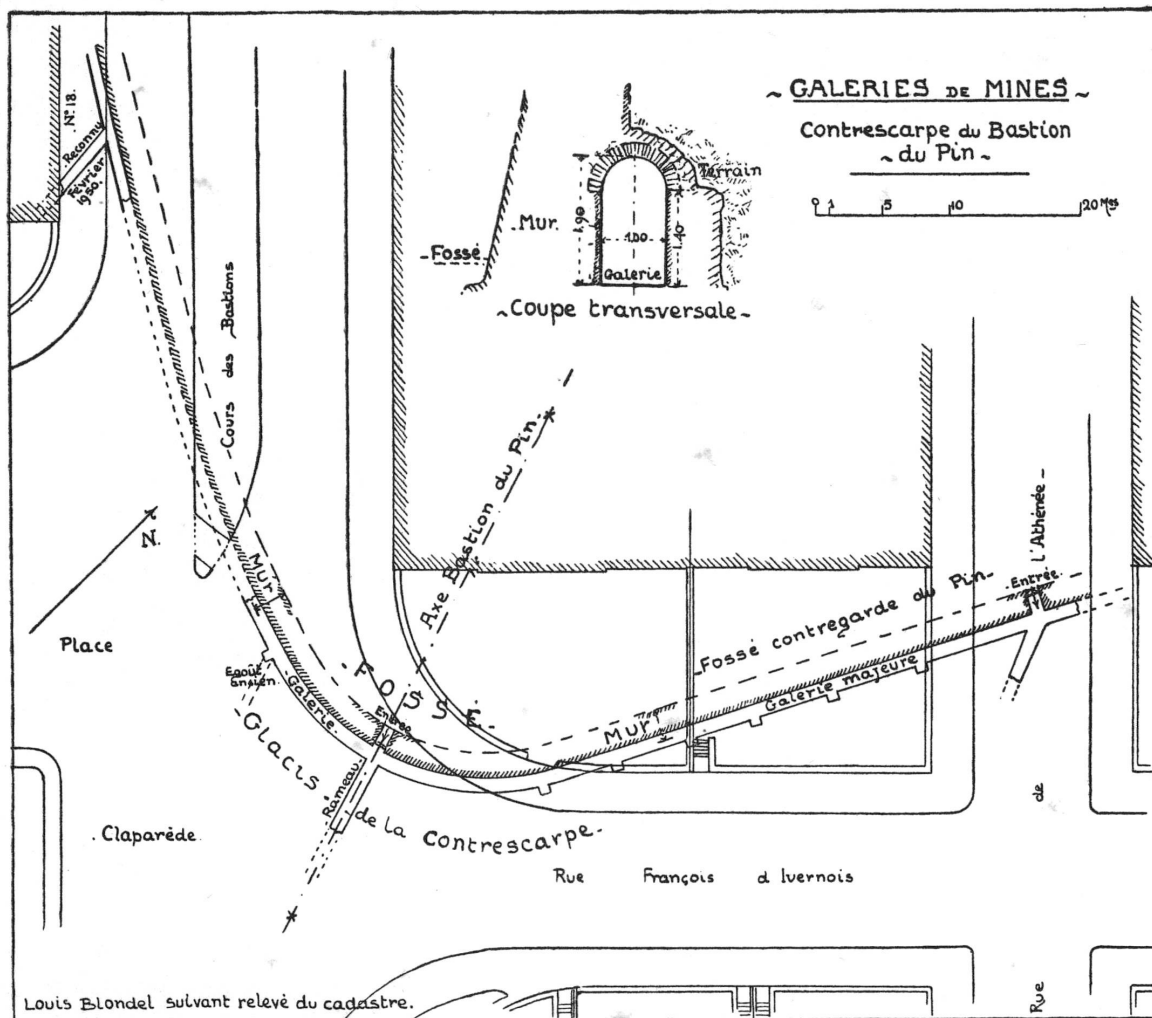 ~ GALERIES DE MINES ~
Contrescarpe du Bastion
~ du Pin ~
0 1 5 10 20 Mes
N° 18.
Reconnu
Février
1950.
Terrain
Mur.
Fossé
1.90
1.00
1.40
Galerie
~ Coupe transversale ~
Cours des Bastions
Axe Bastion du Pin.
N.
Place
Claparède.
Mur
Egoût
ancien.
Galerie.
FOSSÉ.
Entrée
Rameau.
Glacis de la Contrescarpe.
Fossé contregarde du Pin.
Mur
Galerie majeure
Entrée.
Rue de l'Athénée
Rue François d Ivernois
Louis Blondel suivant relevé du cadastre.